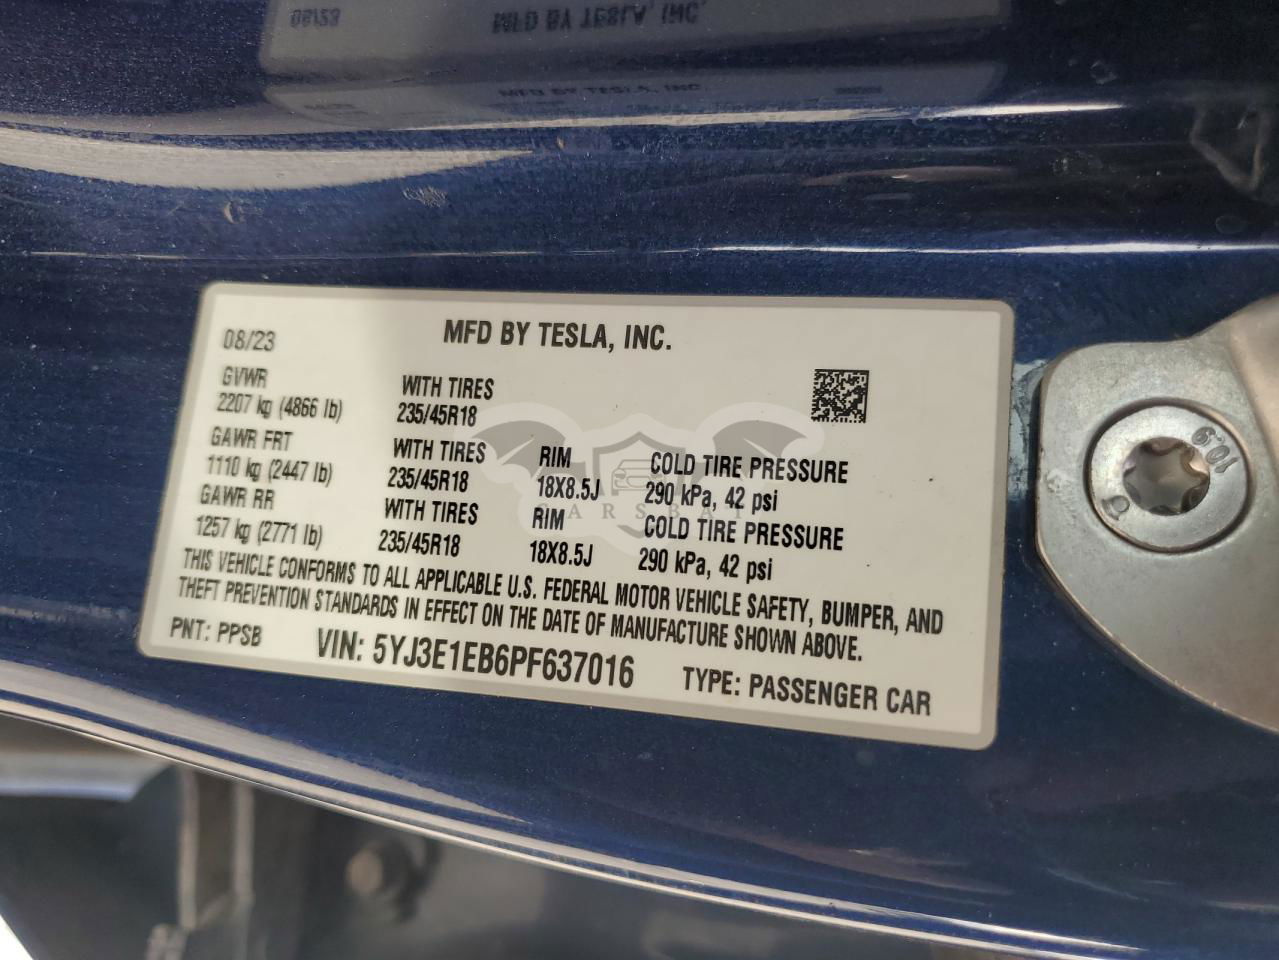 MFD BY TESLA, INC.
08/23
GVWR
2207 kg (4866 lb)
WITH TIRES
235/45R18
GAWR FRT
1110 kg (2447 lb)
WITH TIRES
235/45R18
RIM
18X8.5J
COLD TIRE PRESSURE
290 kPa, 42 psi
GAWR RR
1257 kg (2771 lb)
WITH TIRES
235/45R18
RIM
18X8.5J
COLD TIRE PRESSURE
290 kPa, 42 psi
THIS VEHICLE CONFORMS TO ALL APPLICABLE U.S. FEDERAL MOTOR VEHICLE SAFETY, BUMPER, AND
THEFT PREVENTION STANDARDS IN EFFECT ON THE DATE OF MANUFACTURE SHOWN ABOVE.
PNT: PPSB
VIN: 5YJ3E1EB6PF637016
TYPE: PASSENGER CAR
CARSBAT
10.9